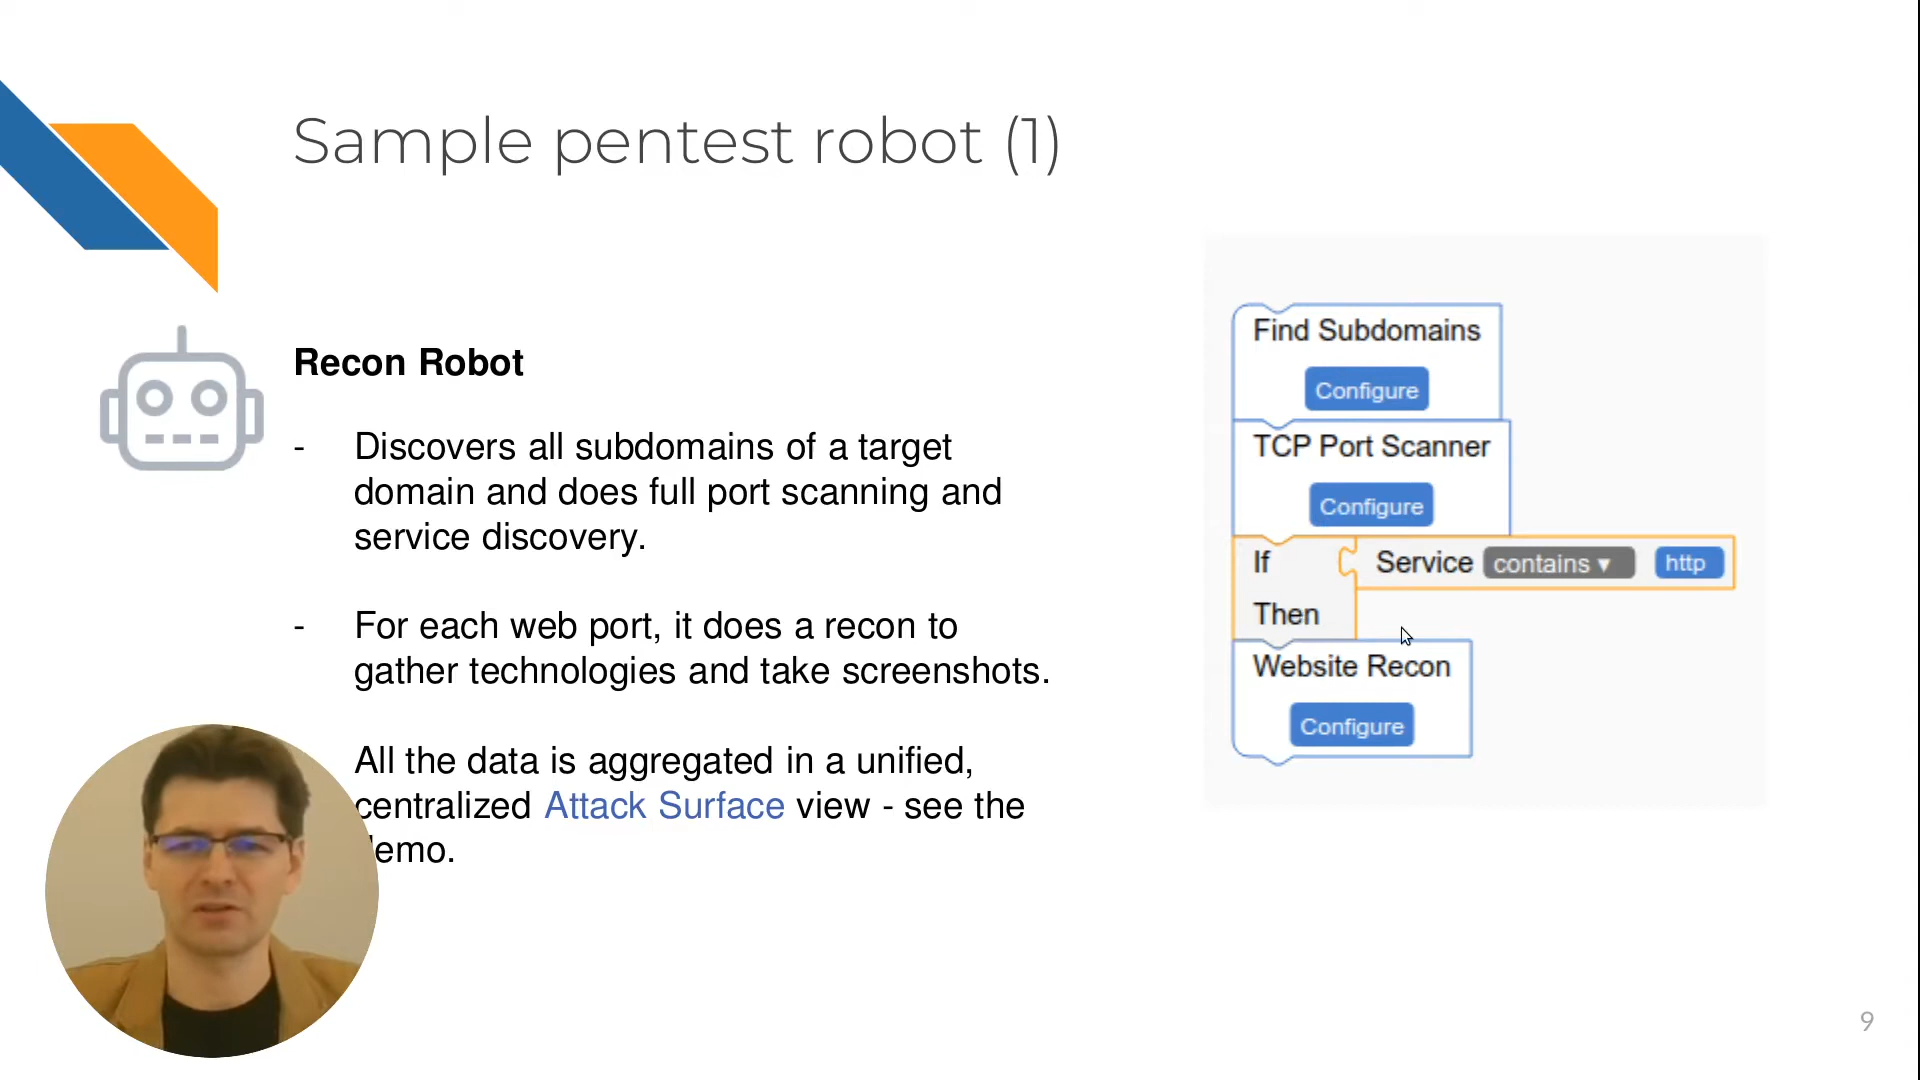 Sample pentest robot (1)
Recon Robot
- Discovers all subdomains of a target
domain and does full port scanning and
service discovery.
- For each web port, it does a recon to
gather technologies and take screenshots.
All the data is aggregated in a unified,
centralized Attack Surface view - see the
emo.
Find Subdomains
Configure
TCP Port Scanner
Configure
If Service contains ▾ http
Then
Website Recon
Configure
9